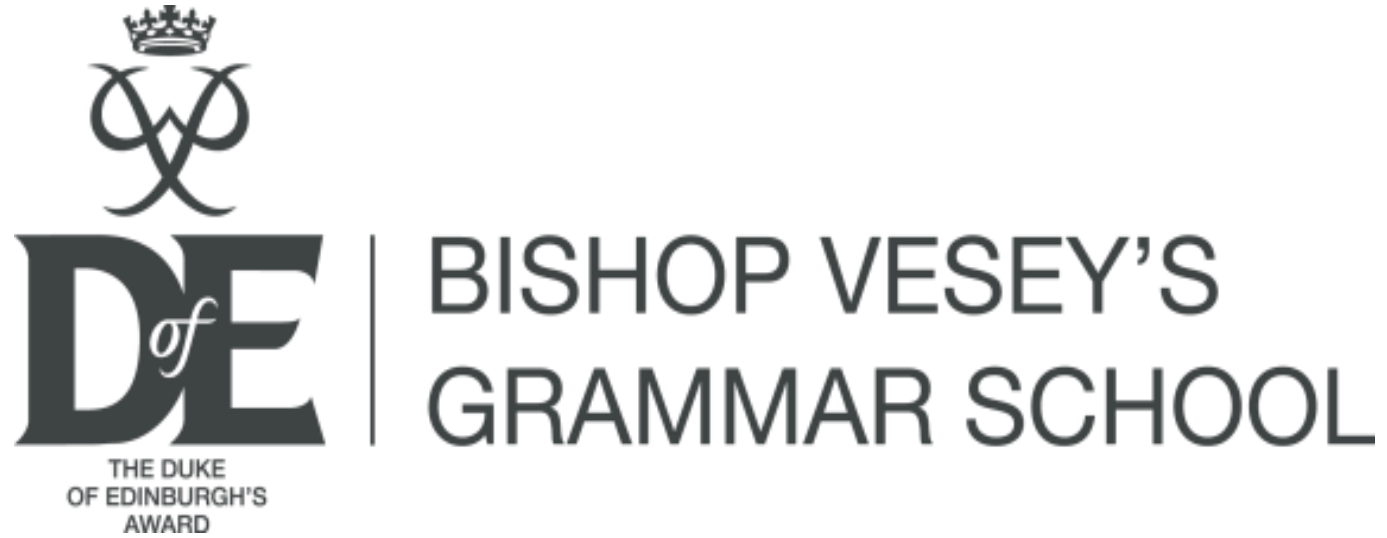 DofE
THE DUKE
OF EDINBURGH'S
AWARD
BISHOP VESEY'S
GRAMMAR SCHOOL